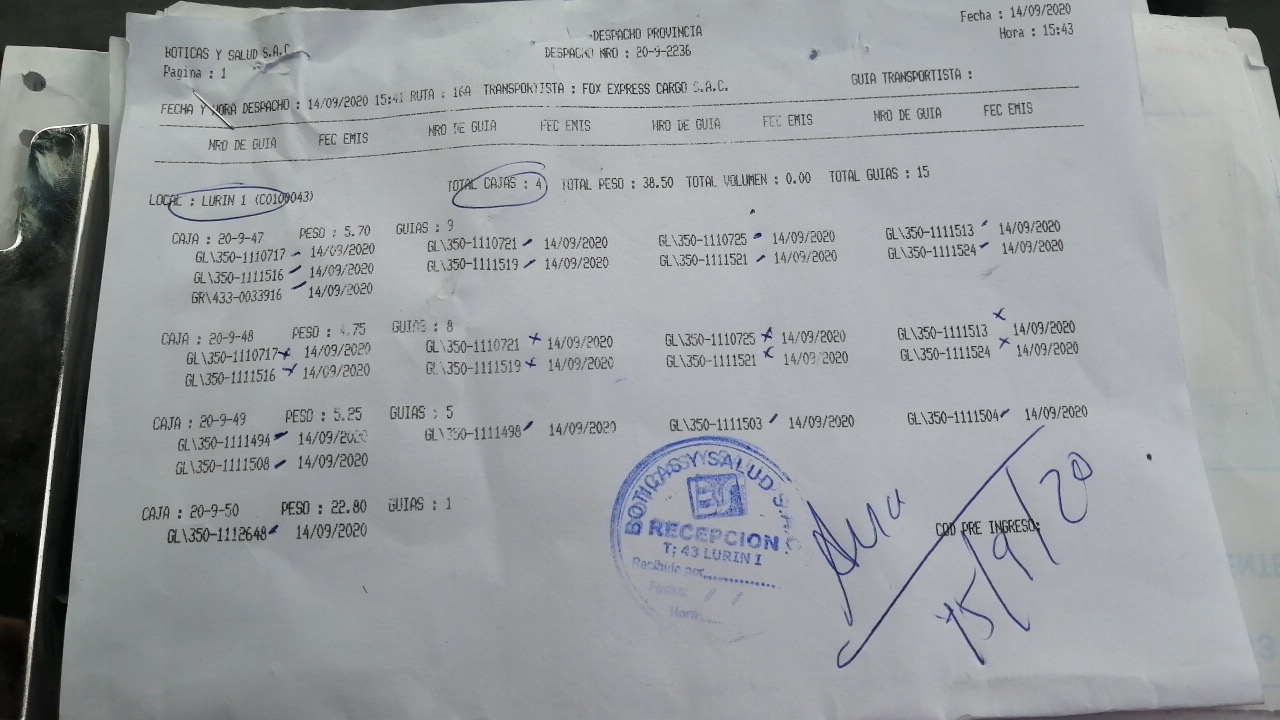 BOTICAS Y SALUD S.A.C.
DESPACHO PROVINCIA
Fecha : 14/09/2020
Pagina : 1
DESPACHO NRO : 20-9-2236
Hora : 15:43
FECHA Y HORA DESPACHO : 14/09/2020 15:41 RUTA : 16A TRANSPORTISTA : FOX EXPRESS CARGO S.A.C. GUIA TRANSPORTISTA :
NRO DE GUIA FEC EMIS NRO DE GUIA FEC EMIS NRO DE GUIA FEC EMIS NRO DE GUIA FEC EMIS
LOCAL : LURIN 1 (C0100043) TOTAL CAJAS : 4 TOTAL PESO : 38.50 TOTAL VOLUMEN : 0.00 TOTAL GUIAS : 15
CAJA : 20-9-47 PESO : 5.70 GUIAS : 9
GL\350-1110717 14/09/2020 GL\350-1110721 14/09/2020 GL\350-1110725 14/09/2020 GL\350-1111513 14/09/2020
GL\350-1111516 14/09/2020 GL\350-1111519 14/09/2020 GL\350-1111521 14/09/2020 GL\350-1111524 14/09/2020
GR\433-0033916 14/09/2020
CAJA : 20-9-48 PESO : 4.75 GUIAS : 8
GL\350-1110717 14/09/2020 GL\350-1110721 14/09/2020 GL\350-1110725 14/09/2020 GL\350-1111513 14/09/2020
GL\350-1111516 14/09/2020 GL\350-1111519 14/09/2020 GL\350-1111521 14/09/2020 GL\350-1111524 14/09/2020
CAJA : 20-9-49 PESO : 5.25 GUIAS : 5
GL\350-1111494 14/09/2020 GL\350-1111498 14/09/2020 GL\350-1111503 14/09/2020 GL\350-1111504 14/09/2020
GL\350-1111508 14/09/2020
CAJA : 20-9-50 PESO : 22.80 GUIAS : 1
GL\350-1112648 14/09/2020
COD PRE INGRESO:
BOTICAS Y SALUD S.A.C.
RECEPCION
T: 43 LURIN I
Recibido por:
Fecha: / /
Hora:
15/9/20